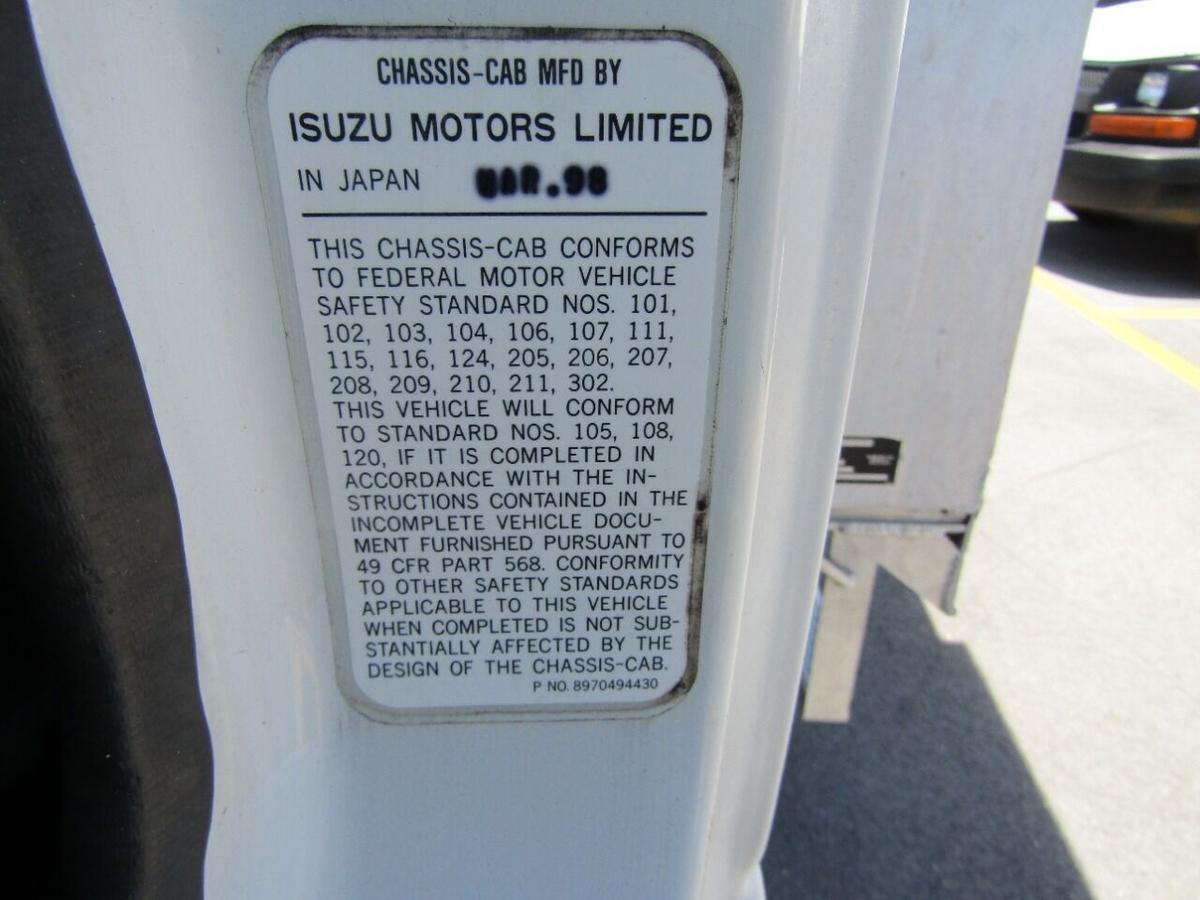 CHASSIS-CAB MFD BY
ISUZU MOTORS LIMITED
IN JAPAN MAR.98
THIS CHASSIS-CAB CONFORMS
TO FEDERAL MOTOR VEHICLE
SAFETY STANDARD NOS. 101,
102, 103, 104, 106, 107, 111,
115, 116, 124, 205, 206, 207,
208, 209, 210, 211, 302.
THIS VEHICLE WILL CONFORM
TO STANDARD NOS. 105, 108,
120, IF IT IS COMPLETED IN
ACCORDANCE WITH THE IN-
STRUCTIONS CONTAINED IN THE
INCOMPLETE VEHICLE DOCU-
MENT FURNISHED PURSUANT TO
49 CFR PART 568. CONFORMITY
TO OTHER SAFETY STANDARDS
APPLICABLE TO THIS VEHICLE
WHEN COMPLETED IS NOT SUB-
STANTIALLY AFFECTED BY THE
DESIGN OF THE CHASSIS-CAB.
P NO. 8970494430